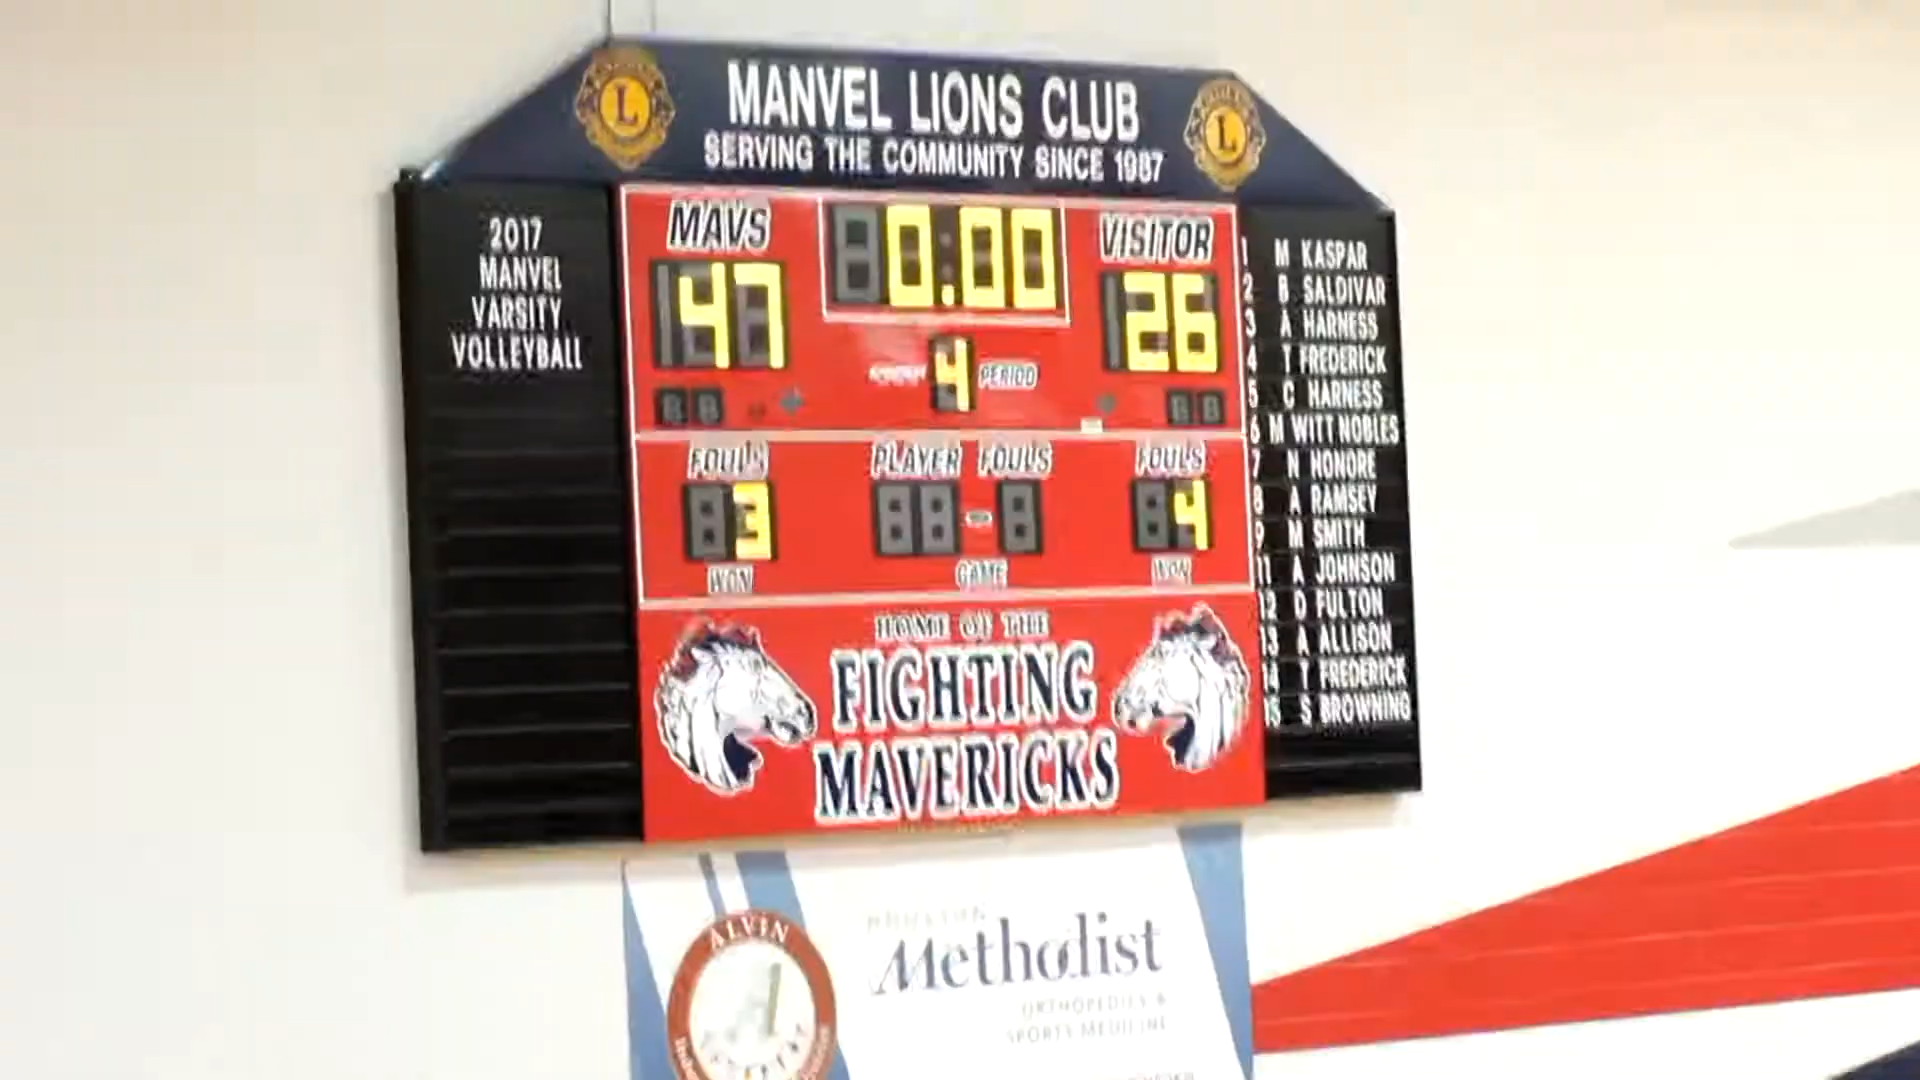 MANVEL LIONS CLUB
SERVING THE COMMUNITY SINCE 1987
L
L
2017
MANVEL
VARSITY
VOLLEYBALL
MAVS
0:00
VISITOR
47
26
4 PERIOD
FOULS
PLAYER FOULS
FOULS
3
4
WON
GAME
WON
HOME OF THE
FIGHTING
MAVERICKS
1 M KASPAR
2 B SALDIVAR
3 A HARNESS
4 T FREDERICK
5 C HARNESS
6 M WITT NOBLES
7 N HONORE
8 A RAMSEY
9 M SMITH
11 A JOHNSON
12 D FULTON
13 A ALLISON
14 T FREDERICK
15 S BROWNING
ALVIN
HOUSTON
Methodist
ORTHOPEDICS &
SPORTS MEDICINE